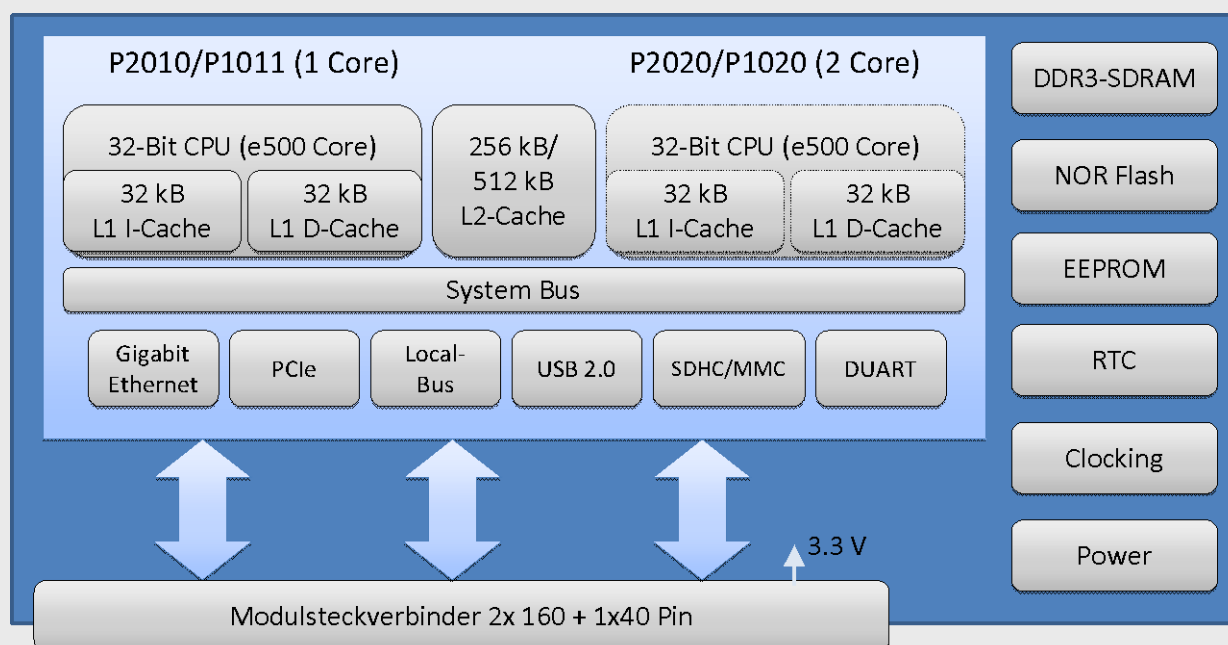 P2010/P1011 (1 Core)
P2020/P1020 (2 Core)
32-Bit CPU (e500 Core)
32 kB
L1 I-Cache
32 kB
L1 D-Cache
256 kB/
512 kB
L2-Cache
32-Bit CPU (e500 Core)
32 kB
L1 I-Cache
32 kB
L1 D-Cache
System Bus
Gigabit
Ethernet
PCIe
Local-
Bus
USB 2.0
SDHC/MMC
DUART
DDR3-SDRAM
NOR Flash
EEPROM
RTC
Clocking
Power
3.3 V
Modulsteckverbinder 2x 160 + 1x40 Pin